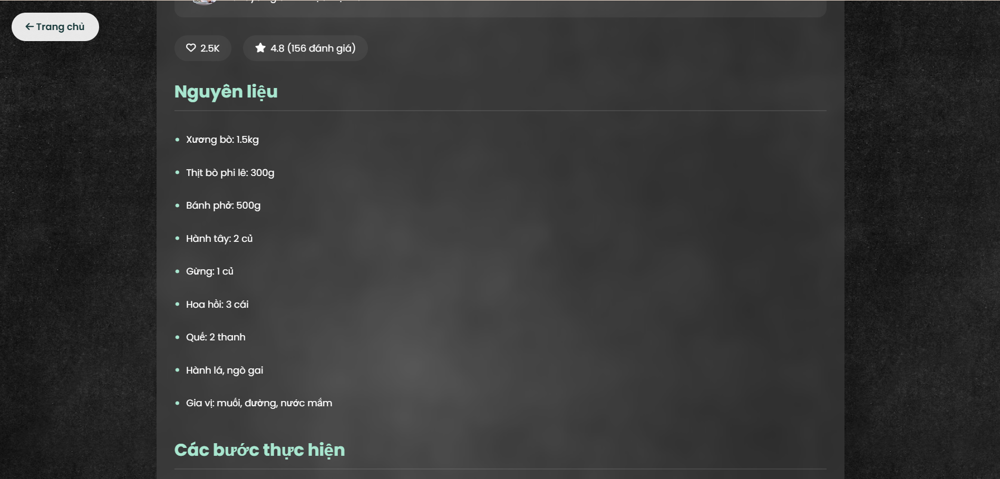 Trang chủ
2.5K
4.8 (156 đánh giá)
Nguyên liệu
Xương bò: 1.5kg
Thịt bò phi lê: 300g
Bánh phở: 500g
Hành tây: 2 củ
Gừng: 1 củ
Hoa hồi: 3 cái
Quế: 2 thanh
Hành lá, ngò gai
Gia vị: muối, đường, nước mắm
Các bước thực hiện